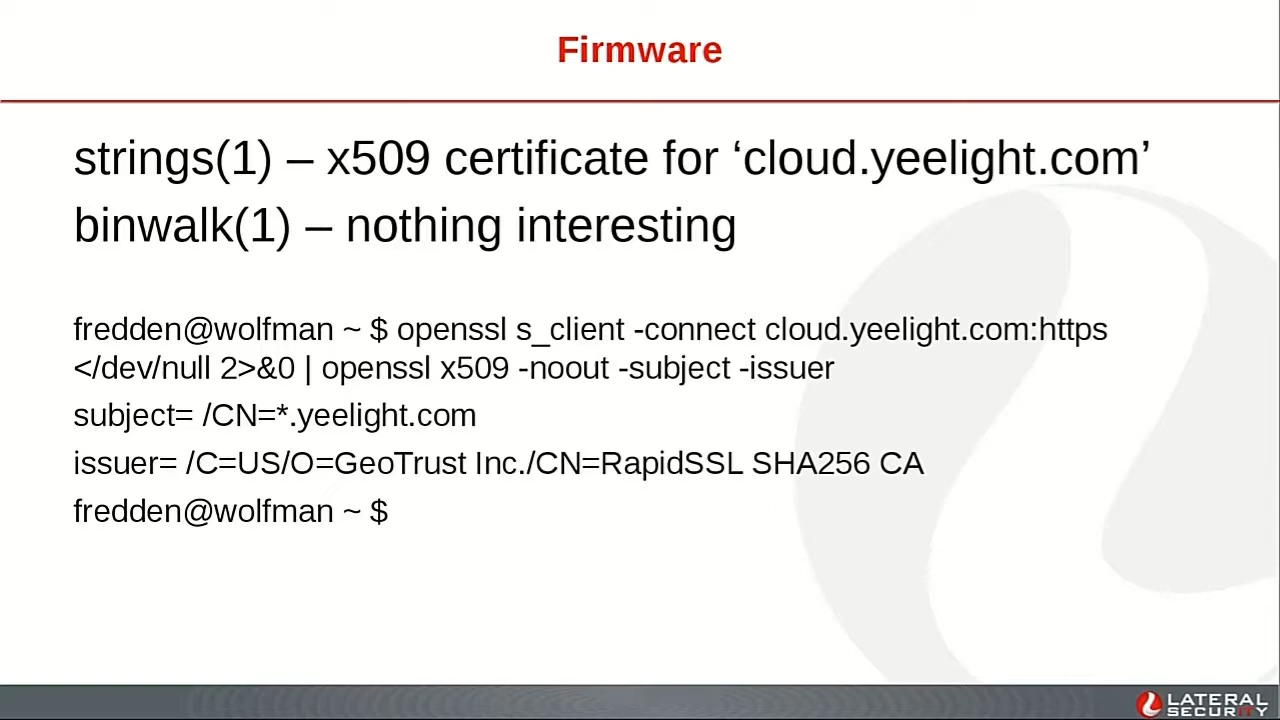 Firmware
strings(1) – x509 certificate for ‘cloud.yeelight.com’
binwalk(1) – nothing interesting
fredden@wolfman ~ $ openssl s_client -connect cloud.yeelight.com:https
</dev/null 2>&0 | openssl x509 -noout -subject -issuer
subject= /CN=*.yeelight.com
issuer= /C=US/O=GeoTrust Inc./CN=RapidSSL SHA256 CA
fredden@wolfman ~ $
LATERAL
SECURITY